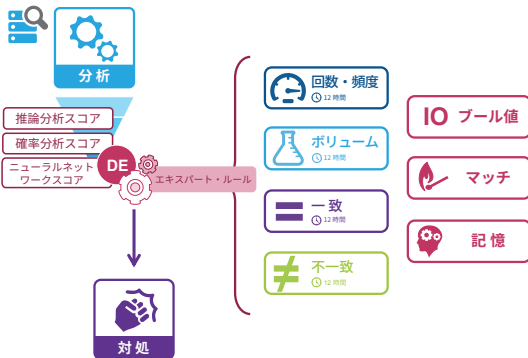 分析
推論分析スコア
確率分析スコア
ニューラルネット
ワークスコア
DE
エキスパート・ルール
対処
回数・頻度
12 時間
ボリューム
12 時間
一致
12 時間
不一致
12 時間
IO ブール値
マッチ
記憶